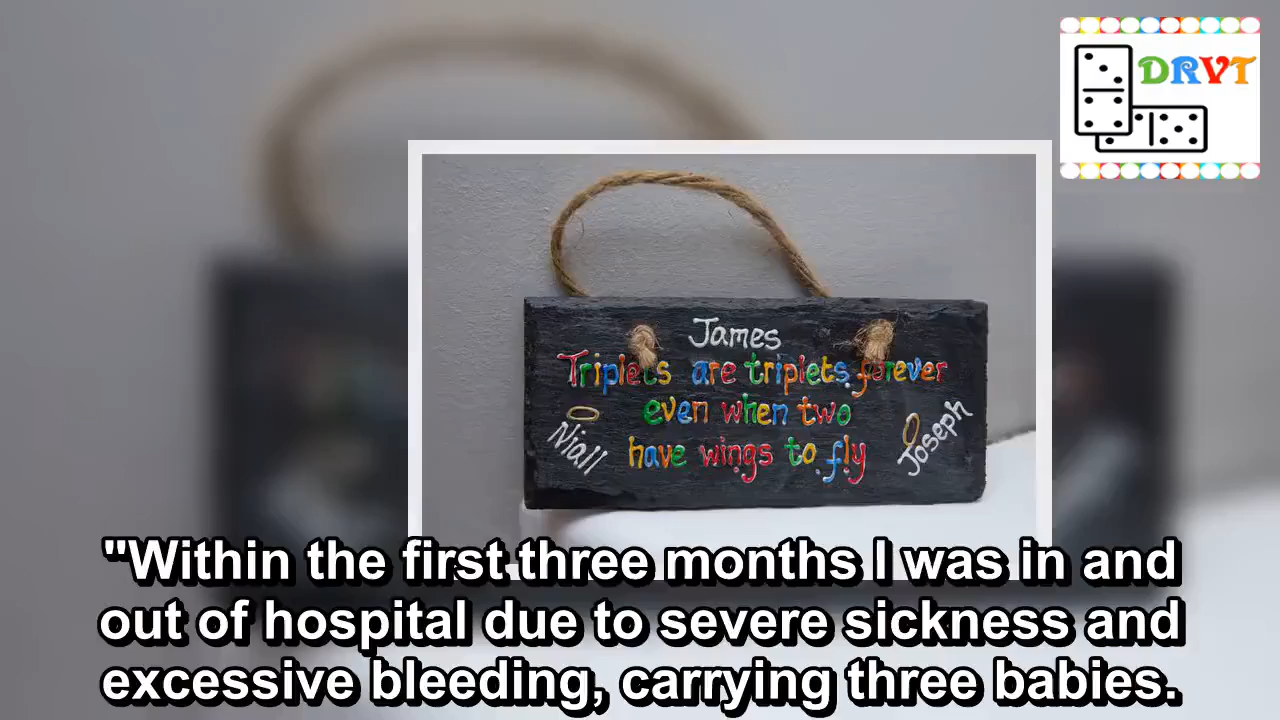 DRVT
James
Triplets are triplets forever
even when two
have wings to fly
Niall
Joseph
"Within the first three months I was in and
out of hospital due to severe sickness and
excessive bleeding, carrying three babies.